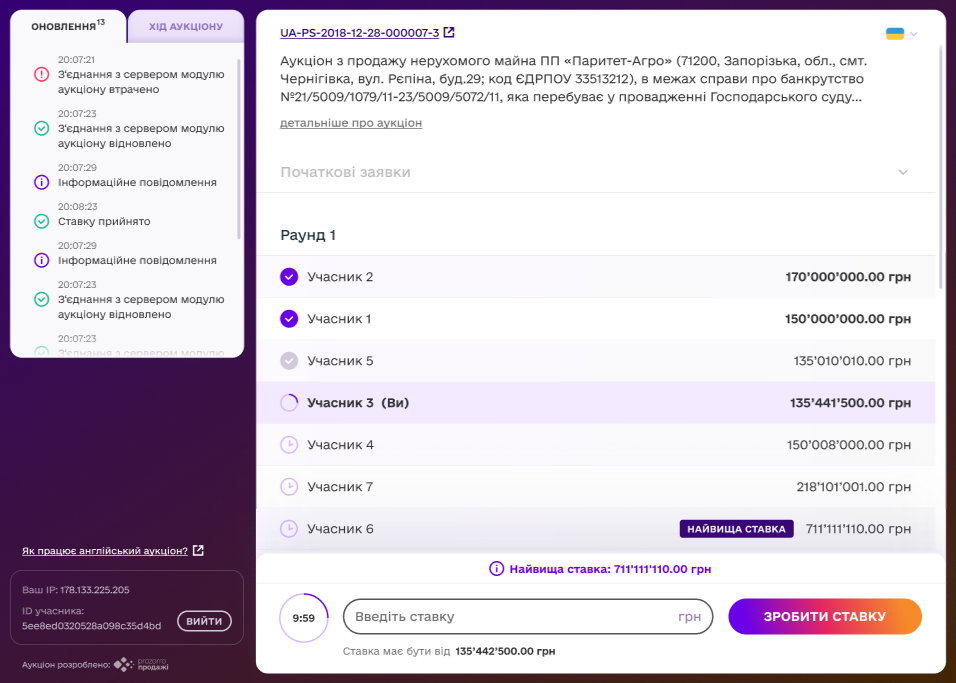 ОНОВЛЕННЯ13
ХІД АУКЦІОНУ
20:07:21
З'єднання з сервером модулю
аукціону втрачено
20:07:23
З'єднання з сервером модулю
аукціону відновлено
20:07:29
Інформаційне повідомлення
20:08:23
Ставку прийнято
20:07:29
Інформаційне повідомлення
20:07:23
З'єднання з сервером модулю
аукціону відновлено
20:07:23
З'єднання з сервером модулю
Як працює англійський аукціон?
Ваш IP: 178.133.225.205
ID учасника:
5ee8ed0320528a098c35d4bd
ВИЙТИ
Аукціон розроблено: prozorro
продажі
UA-PS-2018-12-28-000007-3
Аукціон з продажу нерухомого майна ПП «Паритет-Агро» (71200, Запорізька, обл., смт.
Чернігівка, вул. Рєпіна, буд.29; код ЄДРПОУ 33513212), в межах справи про банкрутство
№21/5009/1079/11-23/5009/5072/11, яка перебуває у провадженні Господарського суду...
детальніше про аукціон
Початкові заявки
Раунд 1
Учасник 2 170’000’000.00 грн
Учасник 1 150’000’000.00 грн
Учасник 5 135’010’010.00 грн
Учасник 3 (Ви) 135’441’500.00 грн
Учасник 4 150’008’000.00 грн
Учасник 7 218’101’001.00 грн
Учасник 6 НАЙВИЩА СТАВКА 711’111’110.00 грн
Найвища ставка: 711'111'110.00 грн
9:59
Введіть ставку грн
ЗРОБИТИ СТАВКУ
Ставка має бути від 135’442’500.00 грн